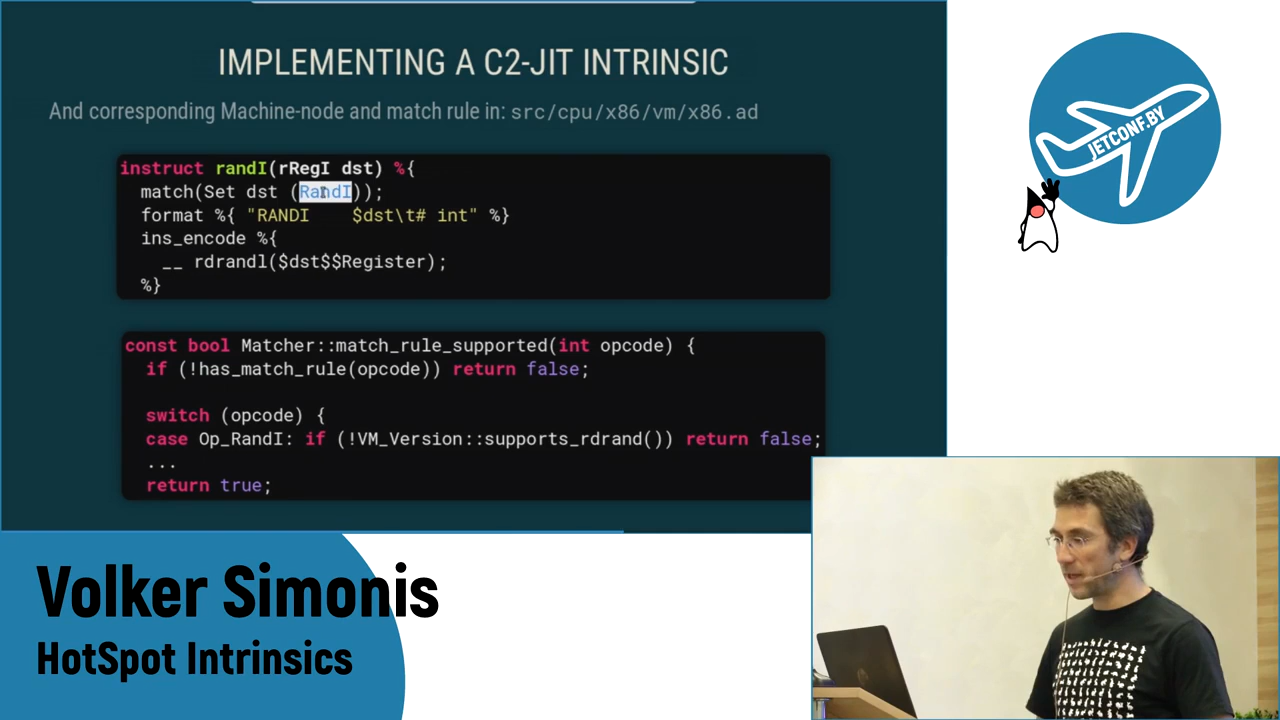 IMPLEMENTING A C2-JIT INTRINSIC
And corresponding Machine-node and match rule in: src/cpu/x86/vm/x86.ad
instruct randI(rRegI dst) %{
match(Set dst (RandI));
format %{ "RANDI    $dst\t# int" %}
ins_encode %{
__ rdrandl($dst$$Register);
%}
const bool Matcher::match_rule_supported(int opcode) {
if (!has_match_rule(opcode)) return false;
switch (opcode) {
case Op_RandI: if (!VM_Version::supports_rdrand()) return false;
...
return true;
JETCONF.BY
Volker Simonis
HotSpot Intrinsics